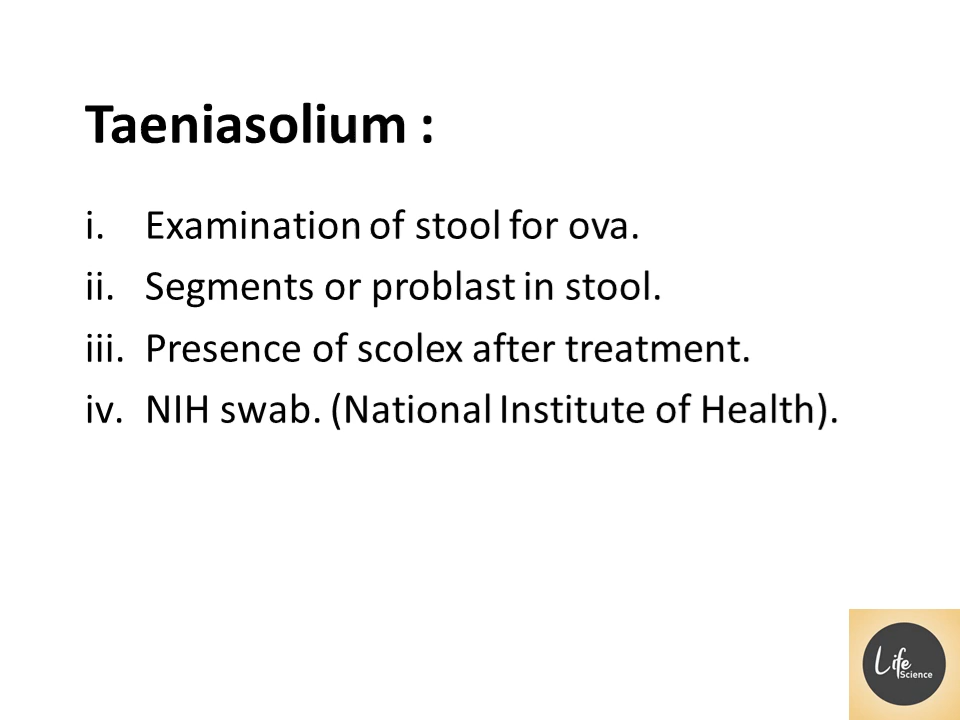 Taeniasolium :
i. Examination of stool for ova.
ii. Segments or problast in stool.
iii. Presence of scolex after treatment.
iv. NIH swab. (National Institute of Health).
Life
Science